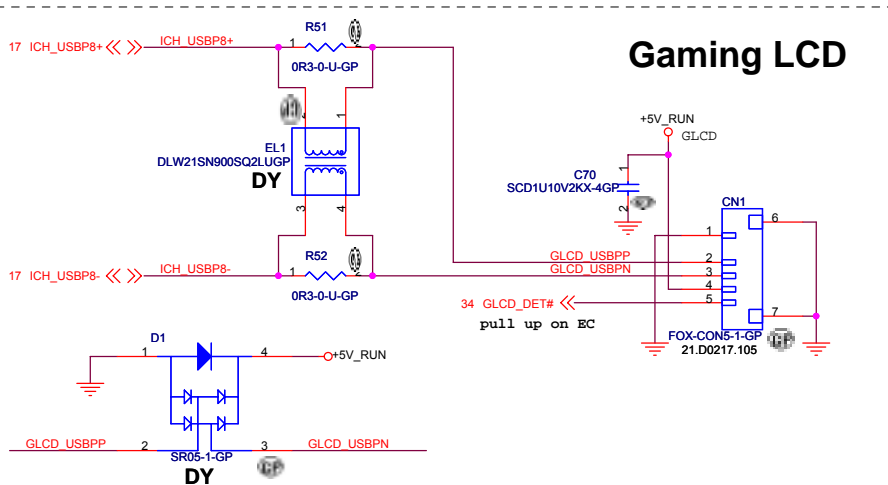 Gaming LCD
R51
17 ICH_USBP8+
ICH_USBP8+
1
0R3-0-U-GP
1
EL1
DLW21SN900SQ2LUGP
DY
3
4
R52
17 ICH_USBP8-
ICH_USBP8-
1
0R3-0-U-GP
+5V_RUN
GLCD
C70
SCD1U10V2KX-4GP
1
2
CN1
1
6
GLCD_USBPP
2
GLCD_USBPN
3
4
34 GLCD_DET#
5
pull up on EC
7
FOX-CON5-1-GP
21.D0217.105
D1
1
4
+5V_RUN
GLCD_USBPP
2
3
GLCD_USBPN
SR05-1-GP
DY